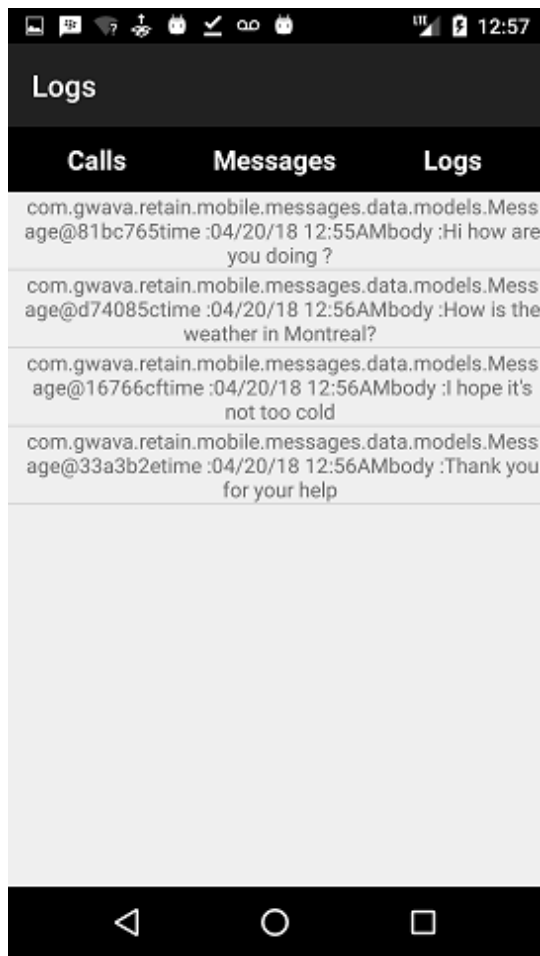 LTE 12:57
Logs
Calls Messages Logs
com.gwava.retain.mobile.messages.data.models.Mess
age@81bc765time :04/20/18 12:55AMbody :Hi how are
you doing ?
com.gwava.retain.mobile.messages.data.models.Mess
age@d74085ctime :04/20/18 12:56AMbody :How is the
weather in Montreal?
com.gwava.retain.mobile.messages.data.models.Mess
age@16766cftime :04/20/18 12:56AMbody :I hope it's
not too cold
com.gwava.retain.mobile.messages.data.models.Mess
age@33a3b2etime :04/20/18 12:56AMbody :Thank you
for your help